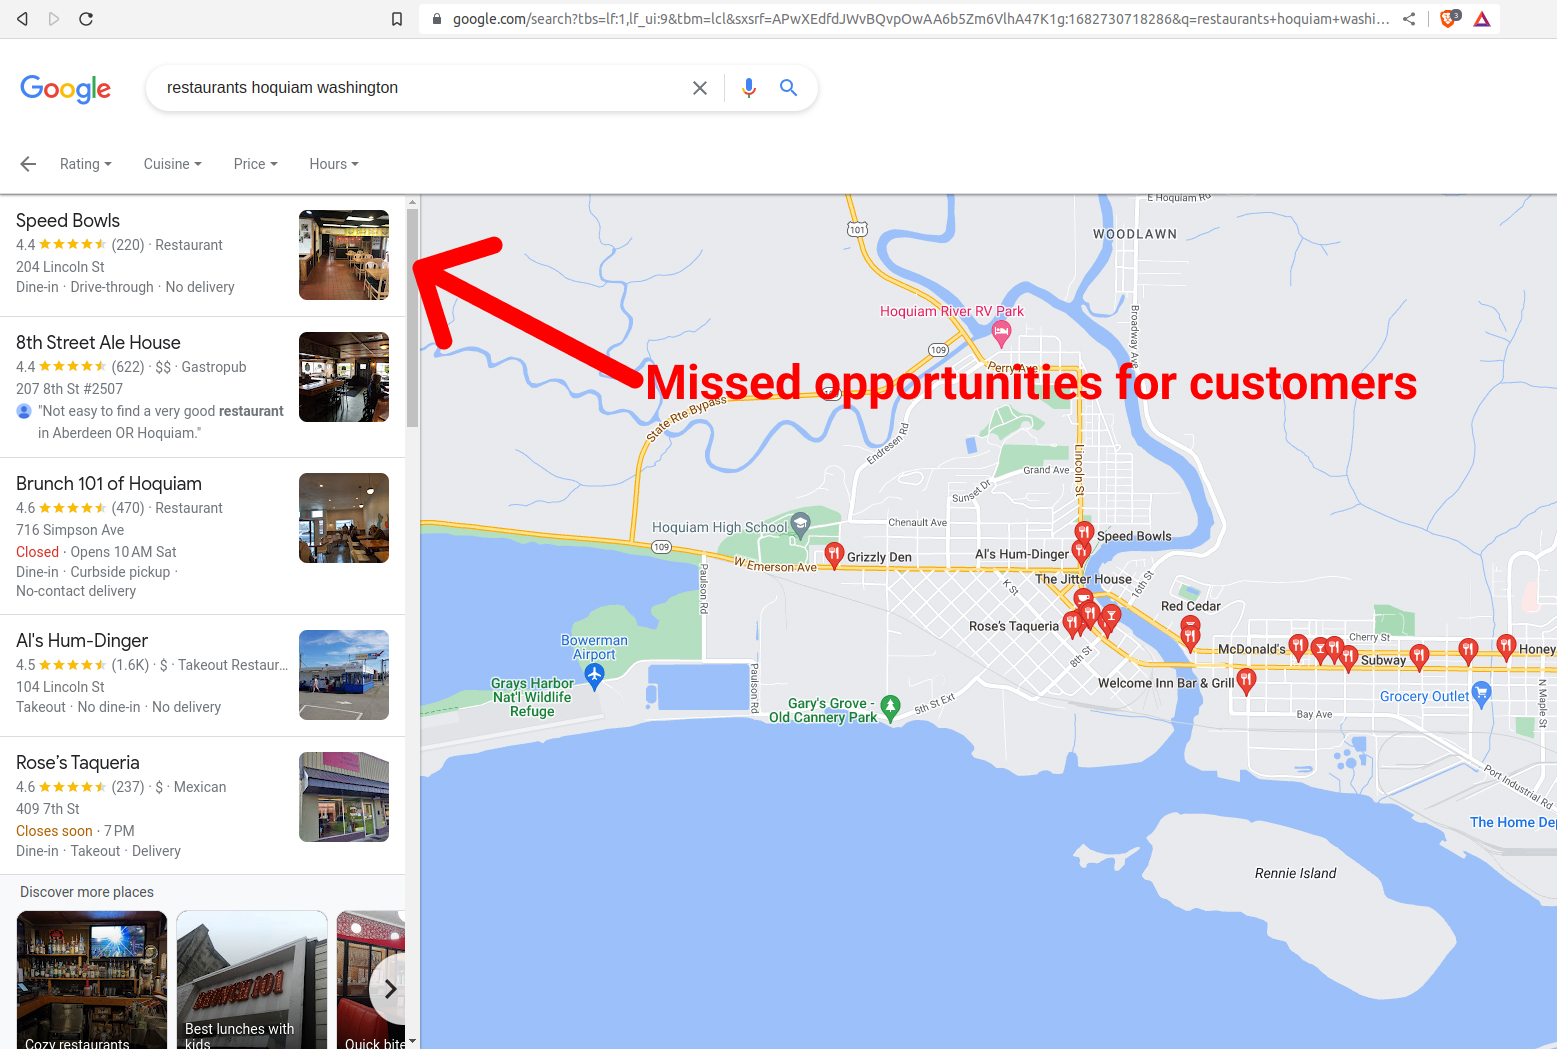 google.com/search?tbs=lf:1,lf_ui:9&tbm=lcl&sxsrf=APwXEdfdJWvBQvpOwAA6b5Zm6VlhA47K1g:1682730718286&q=restaurants+hoquiam+washi...
3
Google
restaurants hoquiam washington
Rating
Cuisine
Price
Hours
Speed Bowls
4.4 (220) · Restaurant
204 Lincoln St
Dine-in · Drive-through · No delivery
8th Street Ale House
4.4 (622) · $$ · Gastropub
207 8th St #2507
"Not easy to find a very good restaurant
in Aberdeen OR Hoquiam."
Brunch 101 of Hoquiam
4.6 (470) · Restaurant
716 Simpson Ave
Closed · Opens 10 AM Sat
Dine-in · Curbside pickup ·
No-contact delivery
Al's Hum-Dinger
4.5 (1.6K) · $ · Takeout Restaur...
104 Lincoln St
Takeout · No dine-in · No delivery
Rose's Taqueria
4.6 (237) · $ · Mexican
409 7th St
Closes soon · 7 PM
Dine-in · Takeout · Delivery
Discover more places
Cozy restaurants
Best lunches with
kids
Quick bite
Missed opportunities for customers
E Hoquiam Rd
101
WOODLAWN
Hoquiam River RV Park
Broadway Ave
109
Perry Ave
State Rte Bypass
Endresen Rd
Lincoln St
Grand Ave
Sunset Dr
Chenault Ave
Hoquiam High School
Speed Bowls
109
Grizzly Den
Al's Hum-Dinger
W Emerson Ave
K St
The Jitter House
16th St
Paulson Rd
Red Cedar
Rose's Taqueria
Cherry St
Bowerman
Airport
8th St
McDonald's
Subway
Honey
Paulson Rd
Grays Harbor
Nat'l Wildlife
Refuge
Welcome Inn Bar & Grill
Grocery Outlet
N Maple St
Gary's Grove -
Old Cannery Park
5th St Ext
Bay Ave
Port Industrial Rd
The Home De
Rennie Island